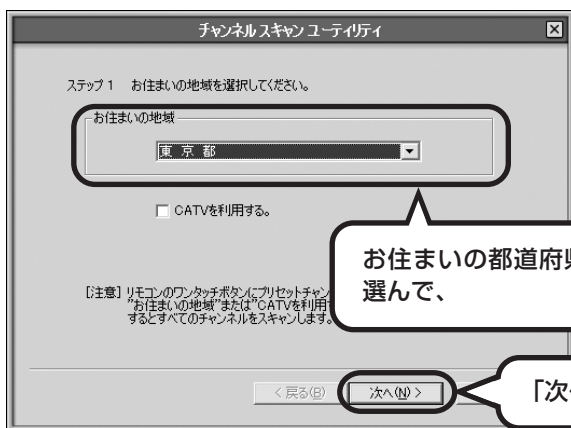 チャンネル スキャン ユーティリティ
ステップ 1 お住まいの地域を選択してください。
お住まいの地域
東 京 都
CATVを利用する。
お住まいの都道府県
選んで、
[注意] リモコンのワンタッチボタンにプリセットチャン
"お住まいの地域"または"CATVを利用
するとすべてのチャンネルをスキャンします。
< 戻る(B)
次へ(N) >
「次